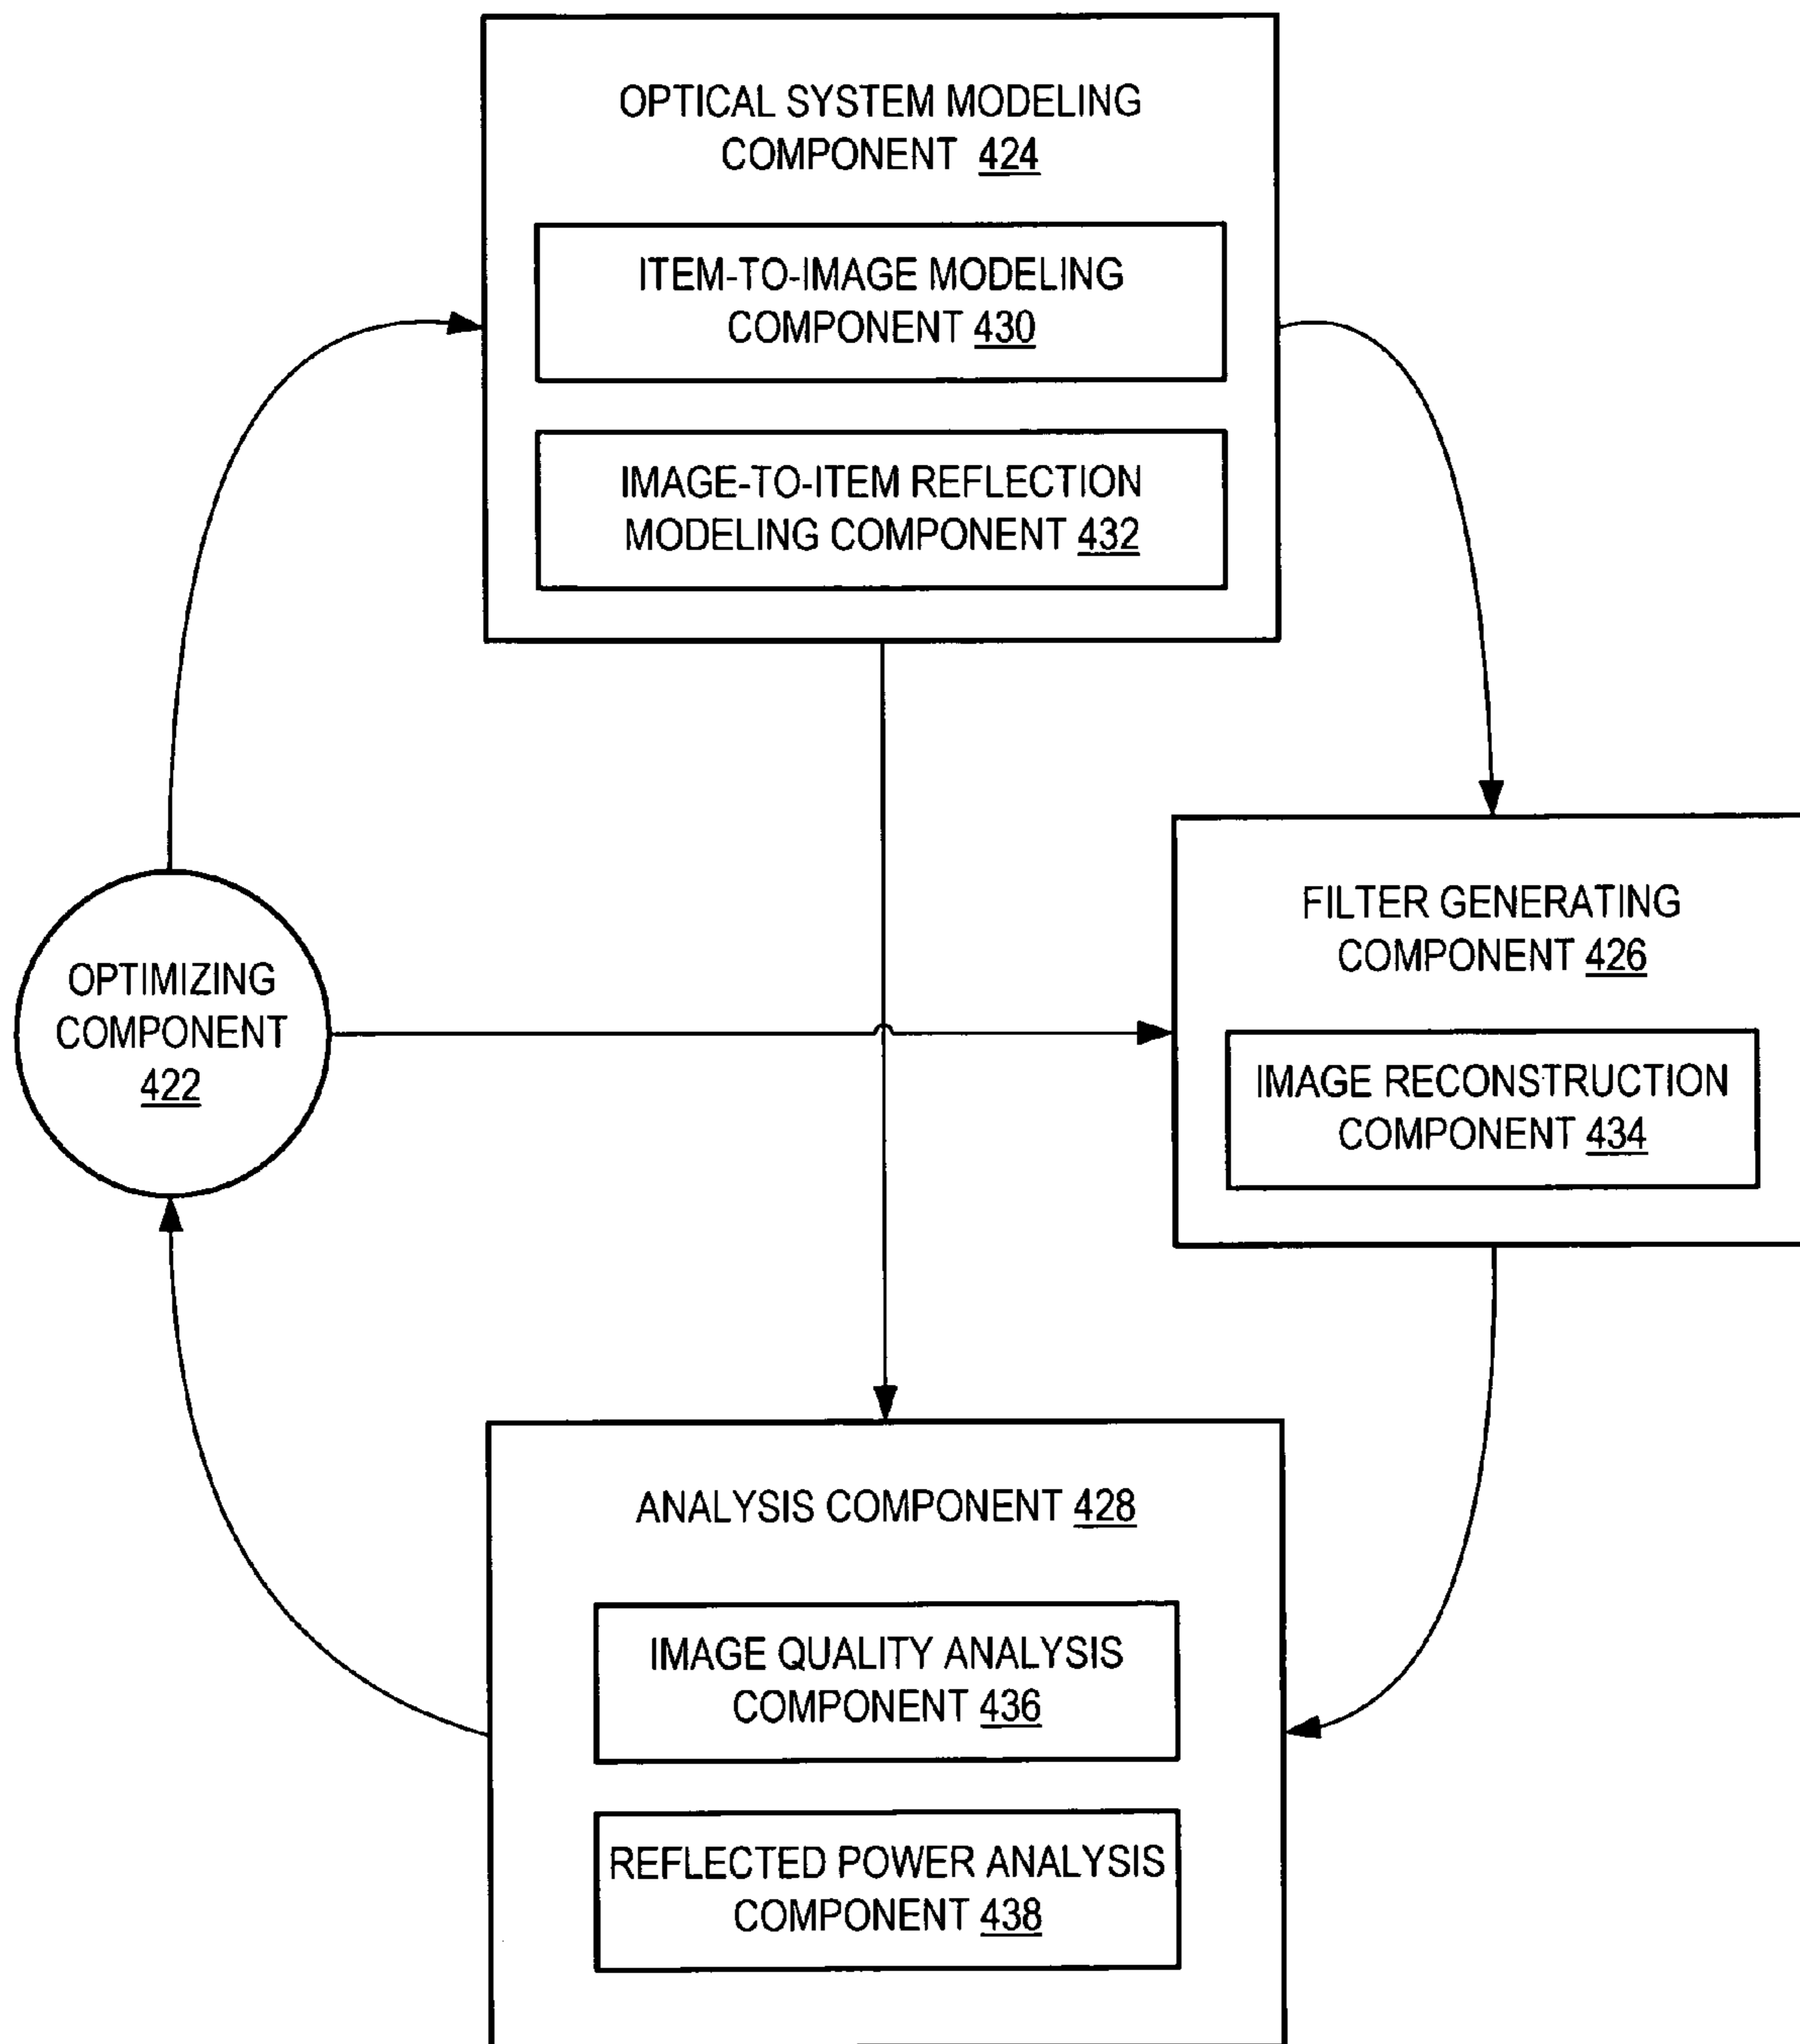 OPTICAL SYSTEM MODELING
COMPONENT 424
ITEM-TO-IMAGE MODELING
COMPONENT 430
IMAGE-TO-ITEM REFLECTION
MODELING COMPONENT 432
FILTER GENERATING
COMPONENT 426
IMAGE RECONSTRUCTION
COMPONENT 434
OPTIMIZING
COMPONENT
422
ANALYSIS COMPONENT 428
IMAGE QUALITY ANALYSIS
COMPONENT 436
REFLECTED POWER ANALYSIS
COMPONENT 438